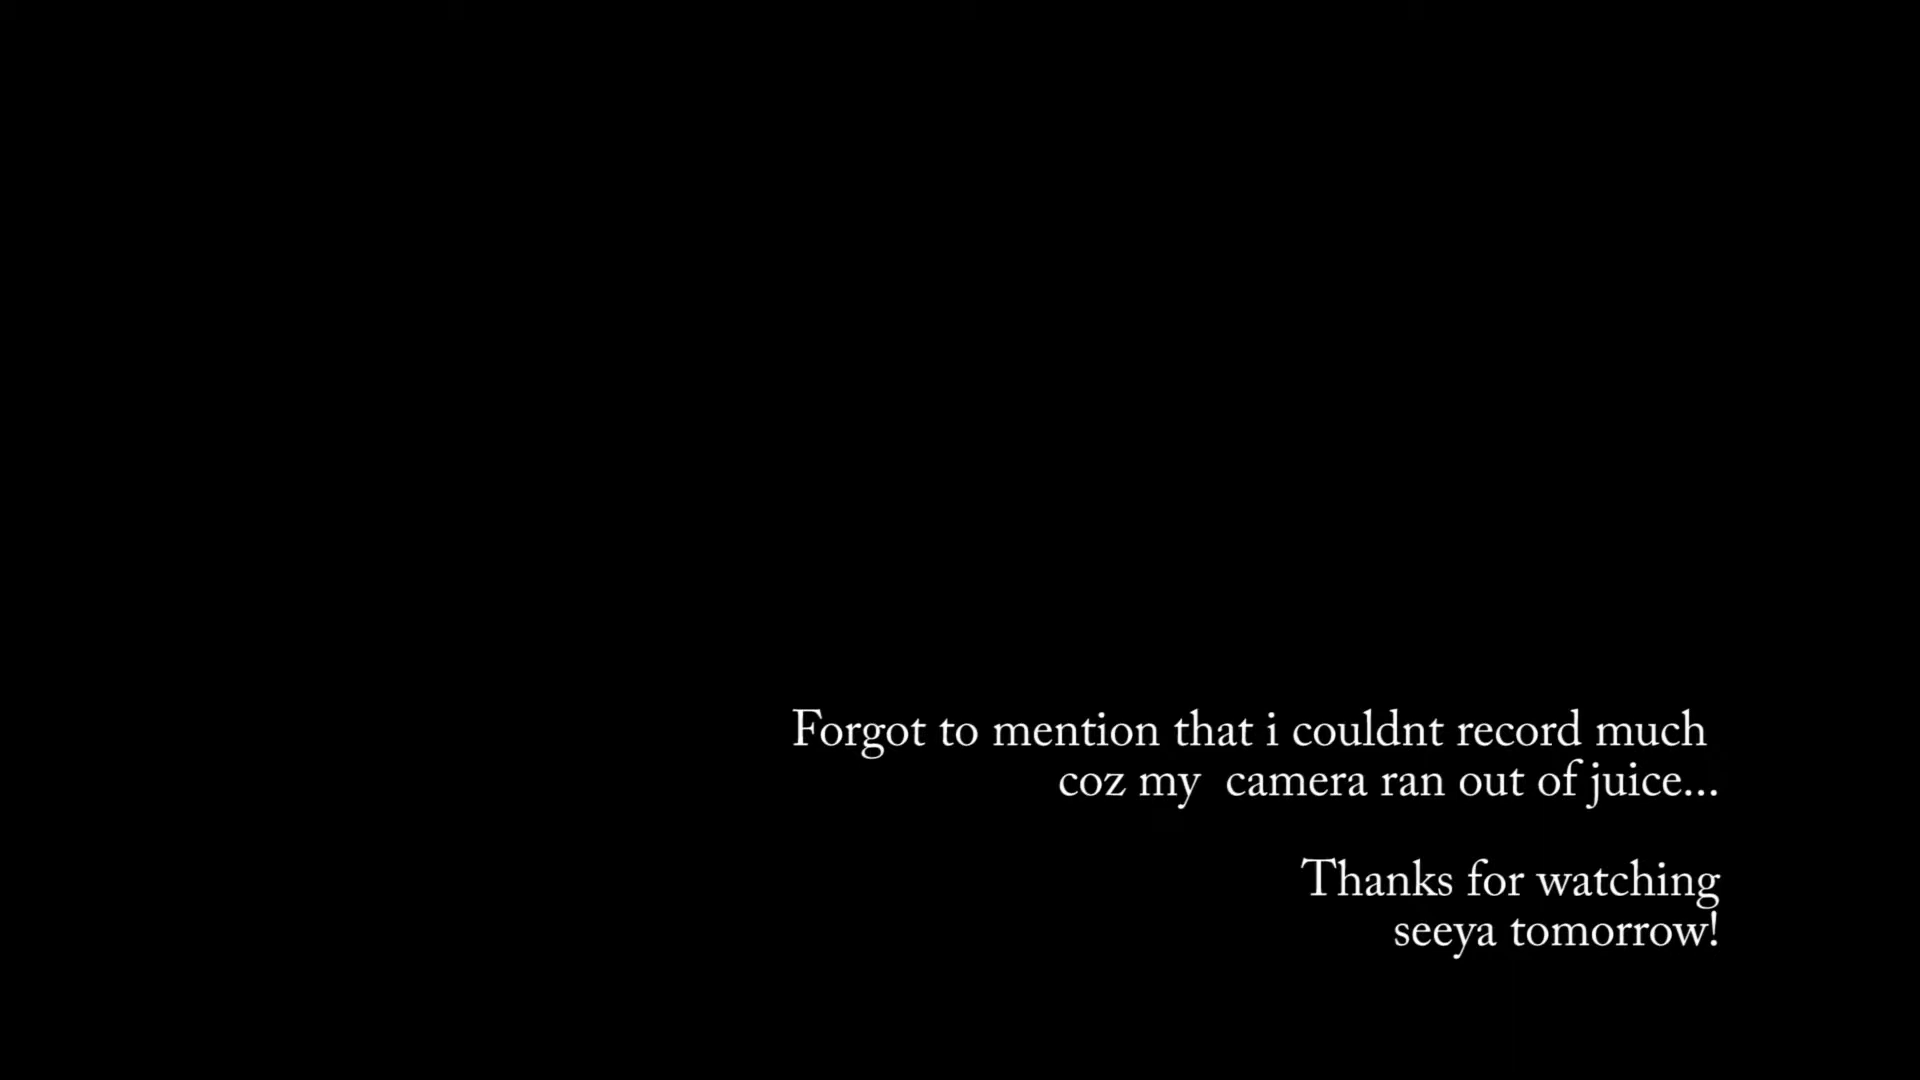 Forgot to mention that i couldnt record much
coz my  camera ran out of juice...
Thanks for watching
seeya tomorrow!